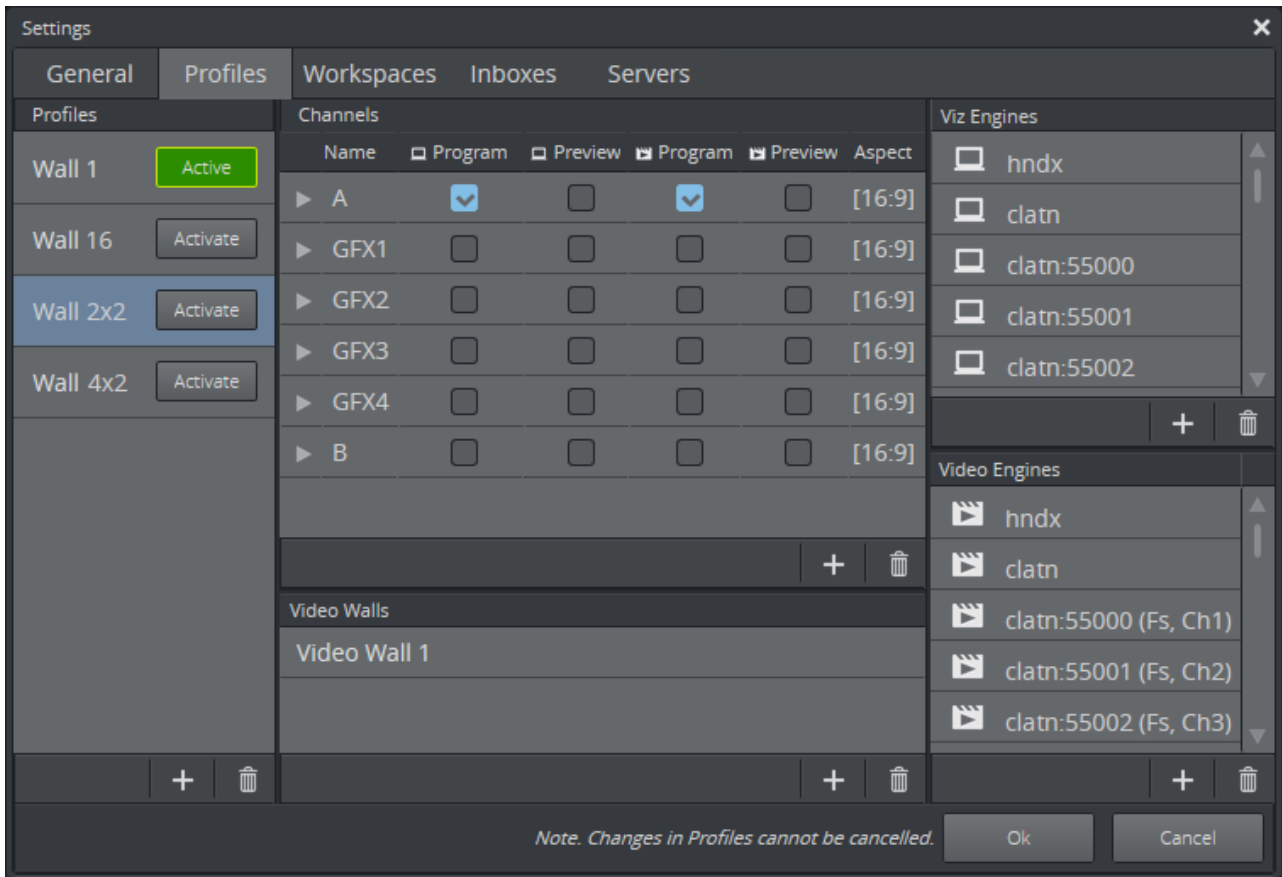 Settings
General Profiles Workspaces Inboxes Servers
Profiles
Wall 1 Active
Wall 16 Activate
Wall 2x2 Activate
Wall 4x2 Activate
Channels
Name Program Preview Program Preview Aspect
A [16:9]
GFX1 [16:9]
GFX2 [16:9]
GFX3 [16:9]
GFX4 [16:9]
B [16:9]
Video Walls
Video Wall 1
Viz Engines
hndx
clatn
clatn:55000
clatn:55001
clatn:55002
Video Engines
hndx
clatn
clatn:55000 (Fs, Ch1)
clatn:55001 (Fs, Ch2)
clatn:55002 (Fs, Ch3)
Note. Changes in Profiles cannot be cancelled. Ok Cancel